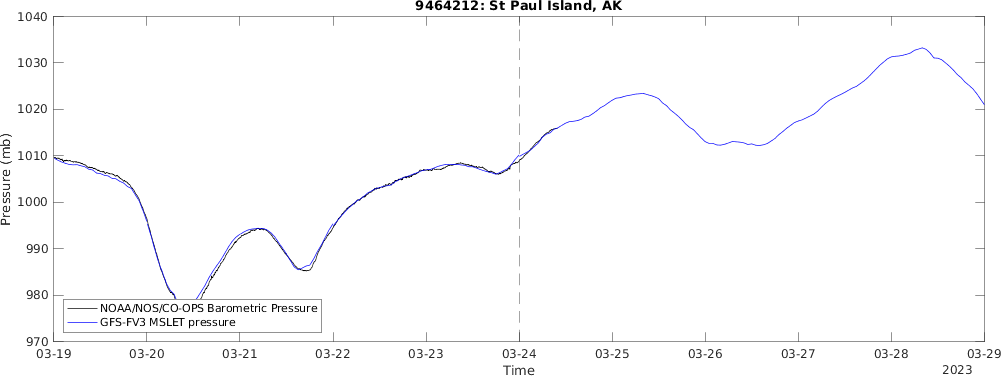 9464212: St Paul Island, AK
1040
1030
1020
1010
1000
990
980
970
Pressure (mb)
NOAA/NOS/CO-OPS Barometric Pressure
GFS-FV3 MSLET pressure
03-19 03-20 03-21 03-22 03-23 03-24 03-25 03-26 03-27 03-28 03-29
Time
2023